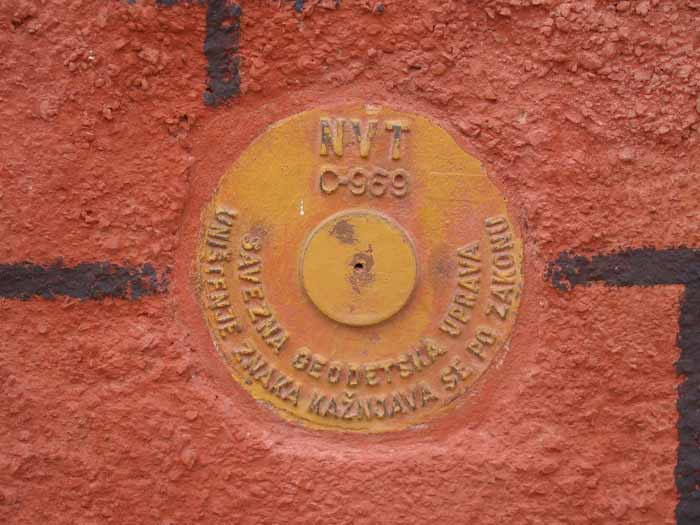 NVT
C-969
SAVEZNA GEODETSKA UPRAVA
UNIŠTENJE ZNAKA KAŽNJAVA SE PO ZAKONU